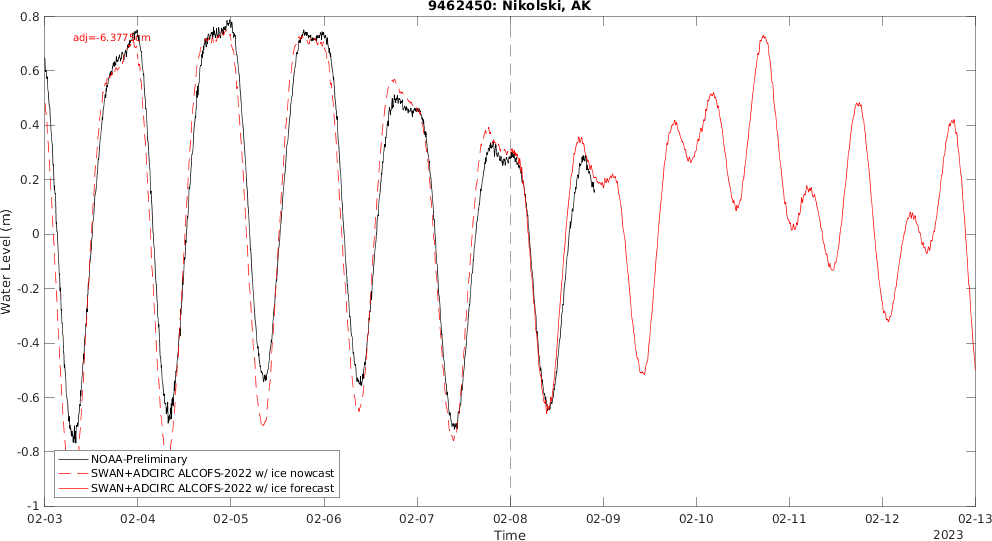 9462450: Nikolski, AK
0.8
0.6
0.4
0.2
0
-0.2
-0.4
-0.6
-0.8
-1
Water Level (m)
NOAA-Preliminary
SWAN+ADCIRC ALCOFS-2022 w/ ice nowcast
SWAN+ADCIRC ALCOFS-2022 w/ ice forecast
02-03 02-04 02-05 02-06 02-07 02-08 02-09 02-10 02-11 02-12 02-13
Time
2023